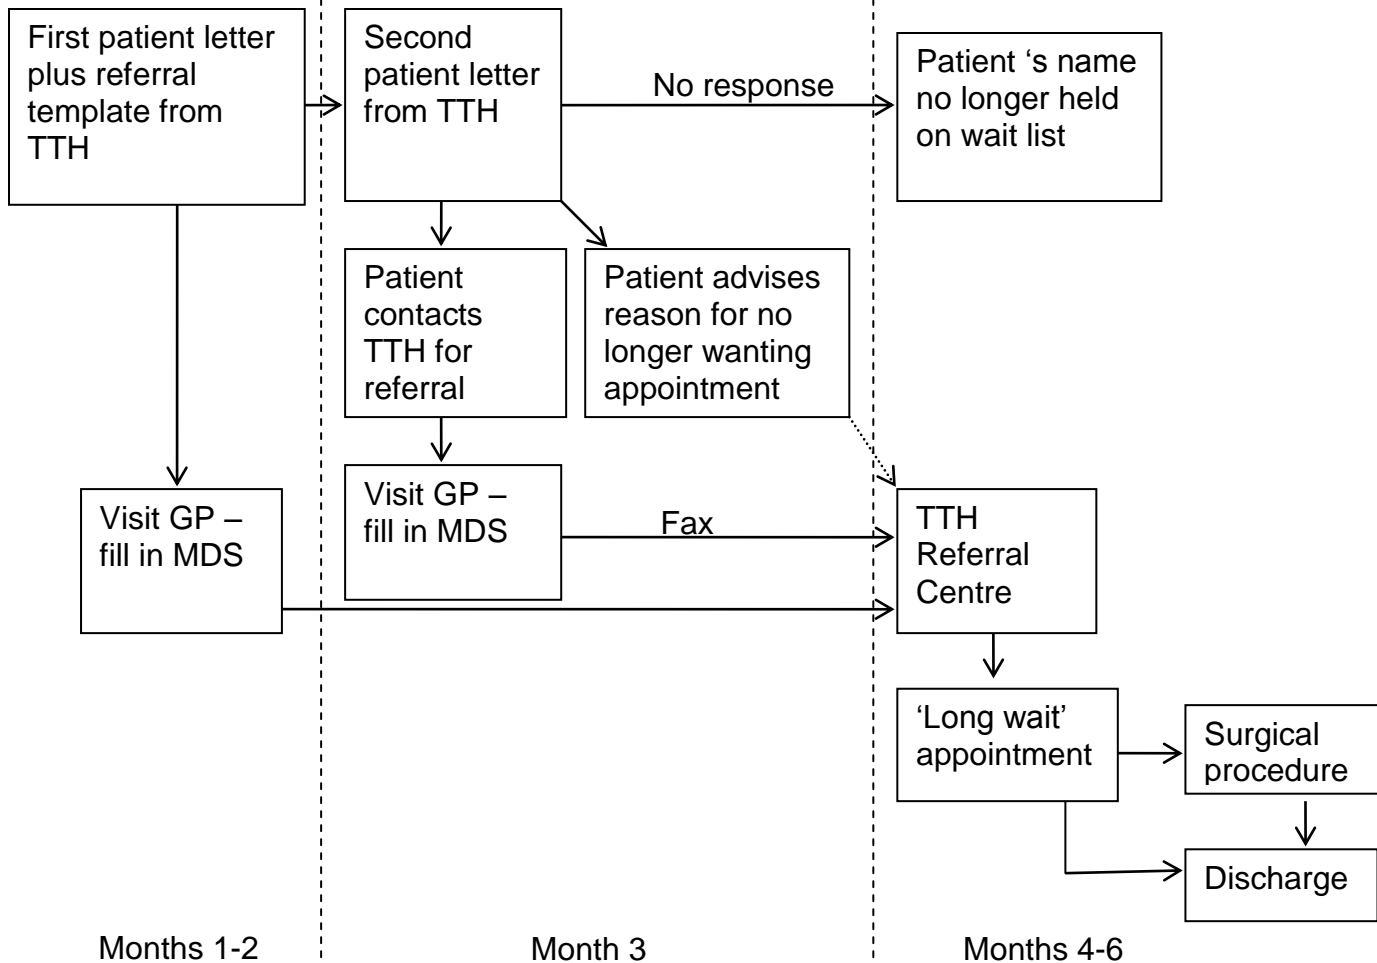 First patient letter
plus referral
template from
TTH
Second
patient letter
from TTH
No response
Patient ‘s name
no longer held
on wait list
Patient
contacts
TTH for
referral
Patient advises
reason for no
longer wanting
appointment
Visit GP –
fill in MDS
Visit GP –
fill in MDS
Fax
TTH
Referral
Centre
‘Long wait’
appointment
Surgical
procedure
Discharge
Months 1-2
Month 3
Months 4-6